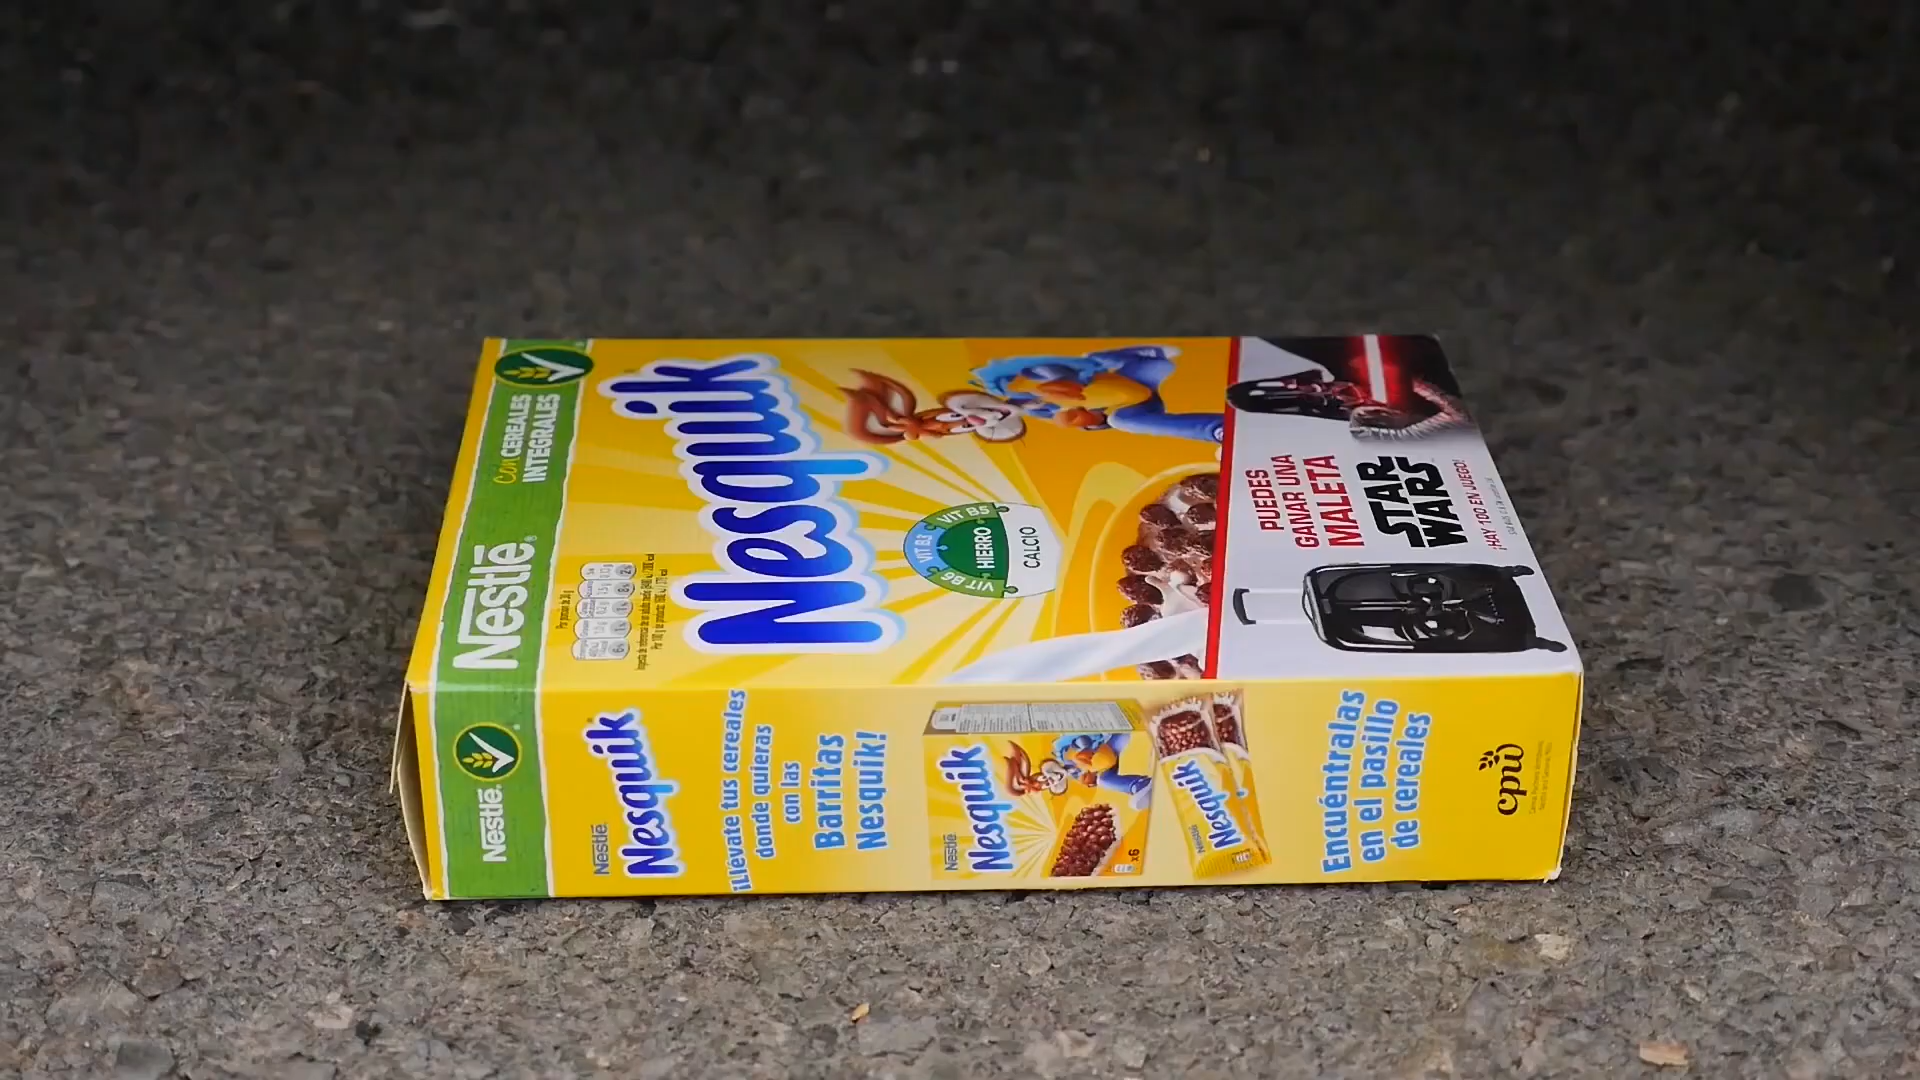 Nestlé
Con CEREALES
INTEGRALES
Nesquik
VIT B6
VIT B3
VIT B5
HIERRO
CALCIO
PUEDES
GANAR UNA
MALETA
STAR
WARS
¡HAY 100 EN JUEGO!
Nestlé.
Nestlé
Nesquik
¡Llévate tus cereales
donde quieras
con las
Barritas
Nesquik!
Nestlé
Nesquik
x6
Nestlé
Nesquik
Encuéntralas
en el pasillo
de cereales
cpw